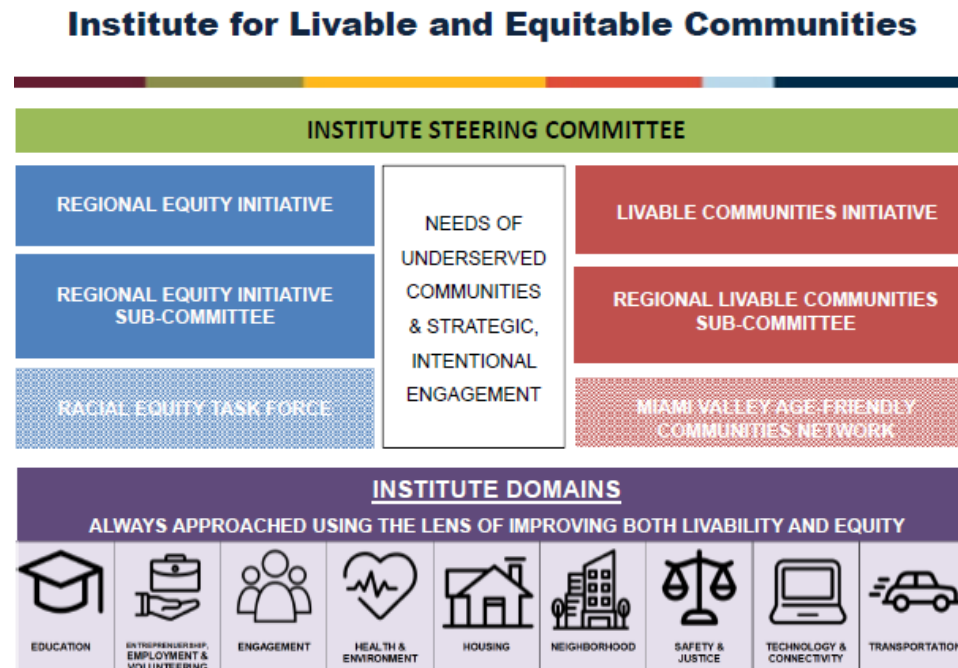 Institute for Livable and Equitable Communities
INSTITUTE STEERING COMMITTEE
REGIONAL EQUITY INITIATIVE
REGIONAL EQUITY INITIATIVE
SUB-COMMITTEE
RACIAL EQUITY TASK FORCE
NEEDS OF
UNDERSERVED
COMMUNITIES
& STRATEGIC,
INTENTIONAL
ENGAGEMENT
LIVABLE COMMUNITIES INITIATIVE
REGIONAL LIVABLE COMMUNITIES
SUB-COMMITTEE
MIAMI VALLEY AGE-FRIENDLY
COMMUNITIES NETWORK
INSTITUTE DOMAINS
ALWAYS APPROACHED USING THE LENS OF IMPROVING BOTH LIVABILITY AND EQUITY
EDUCATION
ENTREPRENUERSHIP,
EMPLOYMENT &
VOLUNTEERING
ENGAGEMENT
HEALTH &
ENVIRONMENT
HOUSING
NEIGHBORHOOD
SAFETY &
JUSTICE
TECHNOLOGY &
CONNECTIVITY
TRANSPORTATION